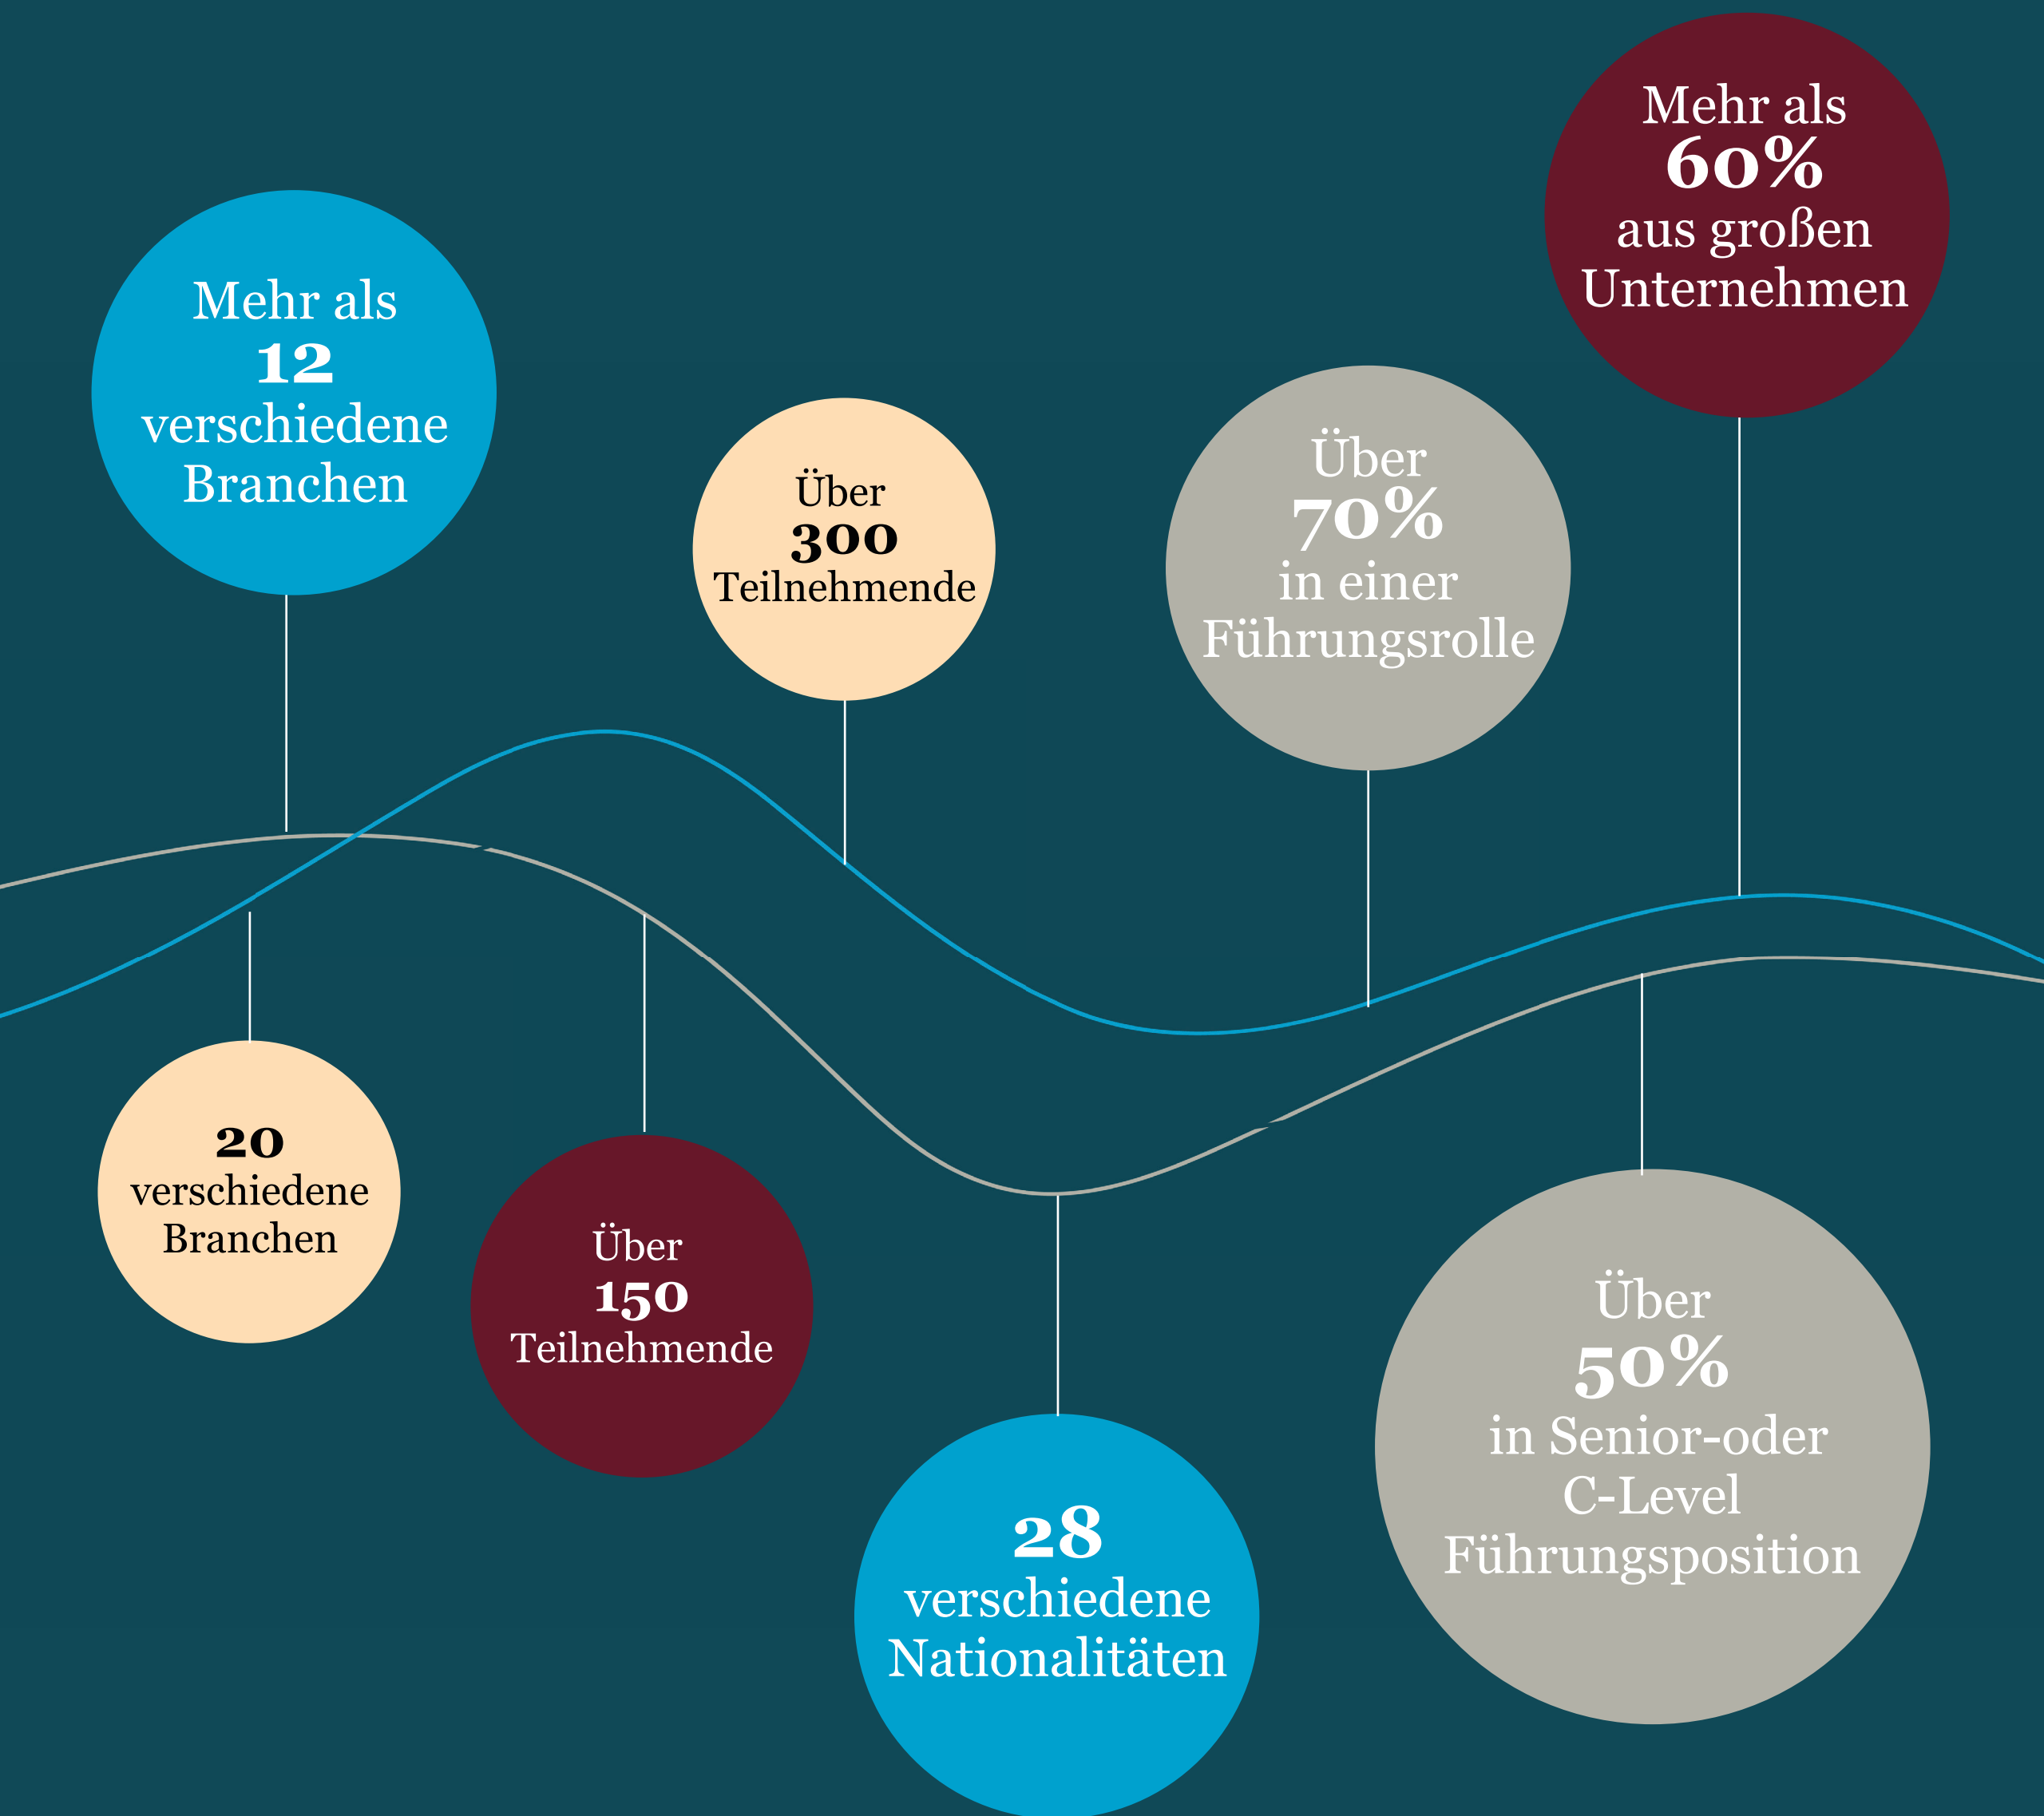 Mehr als
12
verschiedene
Branchen
Über
300
Teilnehmende
Über
70%
in einer
Führungsrolle
Mehr als
60%
aus großen
Unternehmen
20
verschiedene
Branchen
Über
150
Teilnehmende
28
verschiedene
Nationalitäten
Über
50%
in Senior-oder
C-Level
Führungsposition